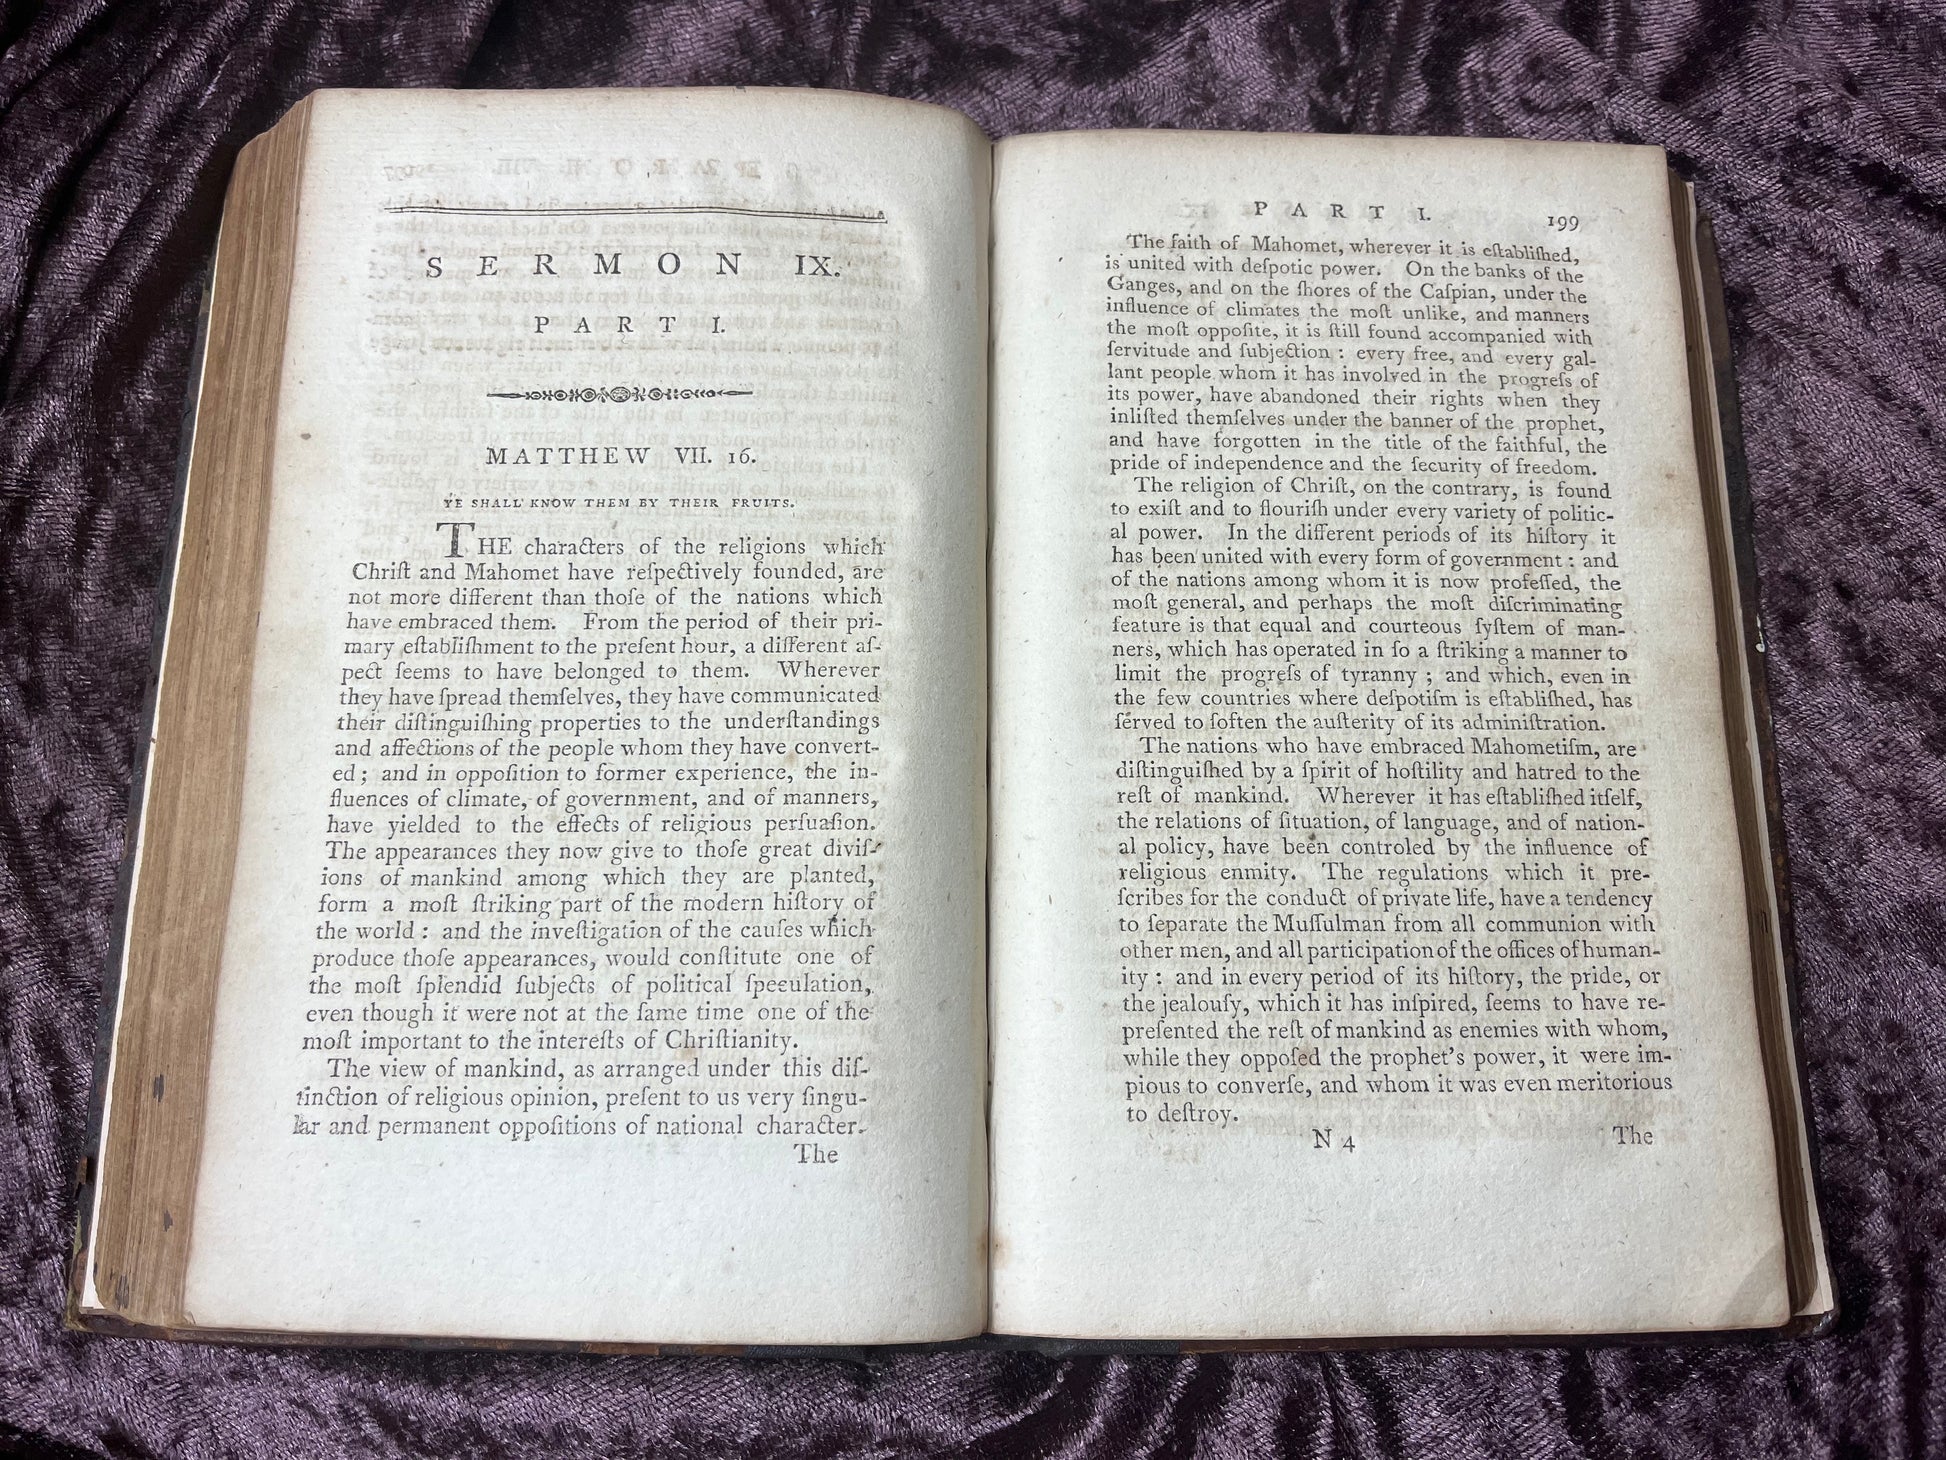 SERMON IX.
PART I.
MATTHEW VII. 16.
YE SHALL KNOW THEM BY THEIR FRUITS.
THE characters of the religions which
Chriſt and Mahomet have reſpectively founded, are
not more different than thoſe of the nations which
have embraced them. From the period of their pri-
mary eſtabliſhment to the preſent hour, a different aſ-
pect ſeems to have belonged to them. Wherever
they have ſpread themſelves, they have communicated
their diſtinguiſhing properties to the underſtandings
and affections of the people whom they have convert-
ed; and in oppoſition to former experience, the in-
fluences of climate, of government, and of manners,
have yielded to the effects of religious perſuaſion.
The appearances they now give to thoſe great diviſ-
ions of mankind among which they are planted,
form a moſt ſtriking part of the modern hiſtory of
the world: and the inveſtigation of the cauſes which
produce thoſe appearances, would conſtitute one of
the moſt ſplendid ſubjects of political ſpeculation,
even though it were not at the ſame time one of the
moſt important to the intereſts of Chriſtianity.
The view of mankind, as arranged under this diſ-
tinction of religious opinion, preſent to us very ſingu-
lar and permanent oppoſitions of national character.
The
PART I. 199
The faith of Mahomet, wherever it is eſtabliſhed,
is united with deſpotic power. On the banks of the
Ganges, and on the ſhores of the Caſpian, under the
influence of climates the moſt unlike, and manners
the moſt oppoſite, it is ſtill found accompanied with
ſervitude and ſubjection: every free, and every gal-
lant people whom it has involved in the progreſs of
its power, have abandoned their rights when they
inliſted themſelves under the banner of the prophet,
and have forgotten in the title of the faithful, the
pride of independence and the ſecurity of freedom.
The religion of Chriſt, on the contrary, is found
to exiſt and to flouriſh under every variety of politic-
al power. In the different periods of its hiſtory it
has been united with every form of government: and
of the nations among whom it is now profeſſed, the
moſt general, and perhaps the moſt diſcriminating
feature is that equal and courteous ſyſtem of man-
ners, which has operated in ſo a ſtriking a manner to
limit the progreſs of tyranny; and which, even in
the few countries where deſpotiſm is eſtabliſhed, has
ſerved to ſoften the auſterity of its adminiſtration.
The nations who have embraced Mahometiſm, are
diſtinguiſhed by a ſpirit of hoſtility and hatred to the
reſt of mankind. Wherever it has eſtabliſhed itſelf,
the relations of ſituation, of language, and of nation-
al policy, have been controled by the influence of
religious enmity. The regulations which it pre-
ſcribes for the conduct of private life, have a tendency
to ſeparate the Muſſulman from all communion with
other men, and all participation of the offices of human-
ity: and in every period of its hiſtory, the pride, or
the jealouſy, which it has inſpired, ſeems to have re-
preſented the reſt of mankind as enemies with whom,
while they oppoſed the prophet's power, it were im-
pious to converſe, and whom it was even meritorious
to deſtroy.
N 4 The